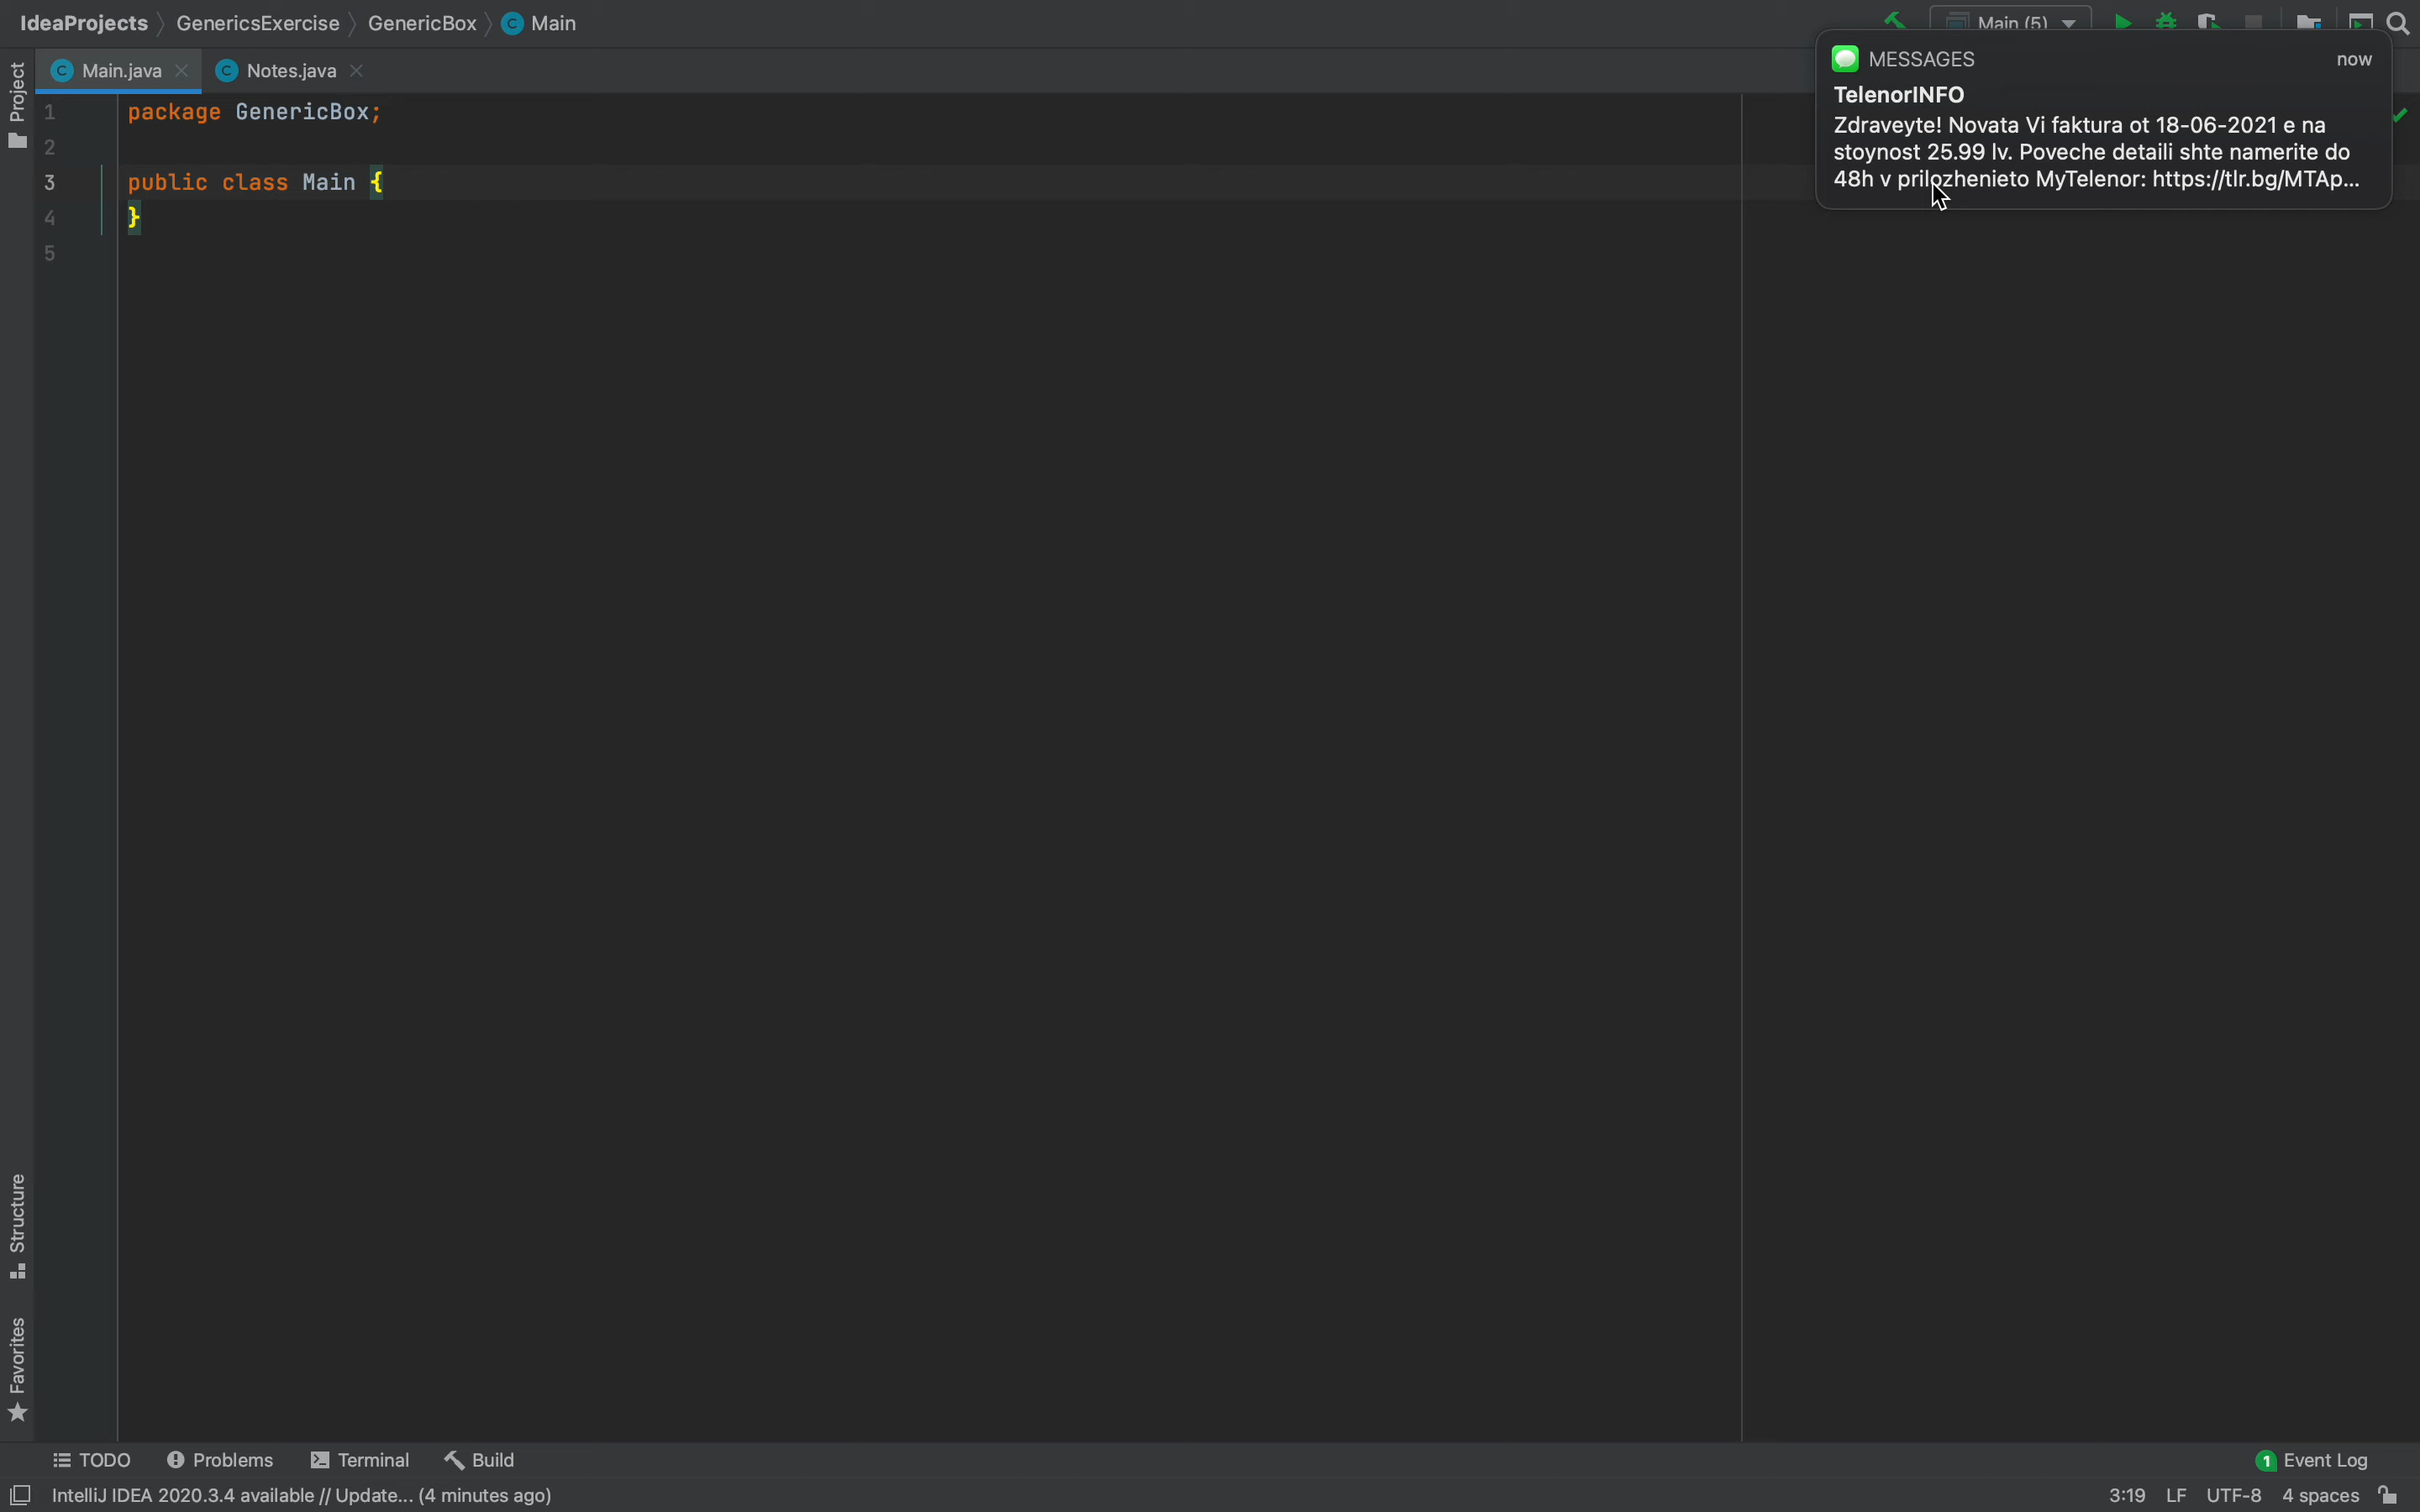 IdeaProjects GenericsExercise GenericBox C Main
Main (5)
Project
C Main.java C Notes.java
MESSAGES now
TelenorINFO
Zdraveyte! Novata Vi faktura ot 18-06-2021 e na
stoynost 25.99 lv. Poveche detaili shte namerite do
48h v prilozhenieto MyTelenor: https://tlr.bg/MTAp...
1 package GenericBox;
2
3 public class Main {
4 }
5
Structure
Favorites
TODO Problems Terminal Build 1 Event Log
IntelliJ IDEA 2020.3.4 available // Update... (4 minutes ago) 3:19 LF UTF-8 4 spaces